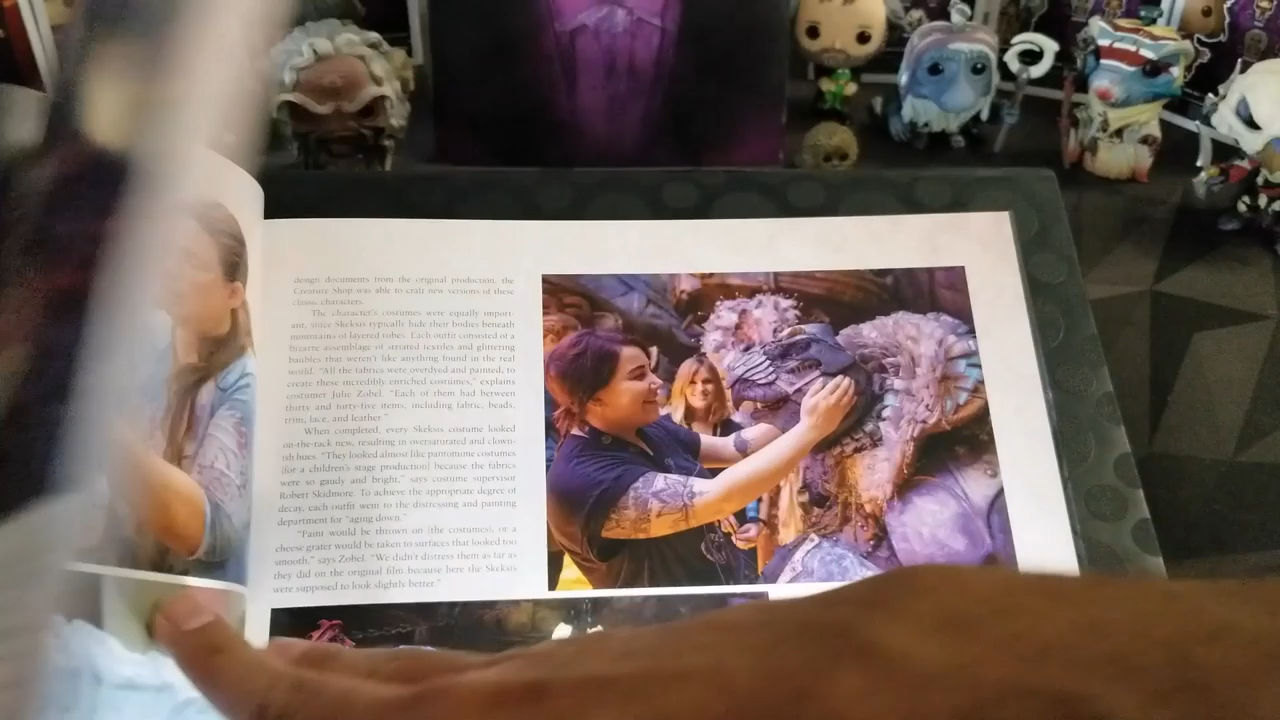 design documents from the original production, the
Creature Shop was able to craft new versions of these
classic characters.
The character's costumes were equally import-
ant, since Skeksis typically hide their bodies beneath
mountains of layered robes. Each outfit consisted of a
bizarre assemblage of striated textiles and glittering
baubles that weren't like anything found in the real
world. "All the fabrics were overdyed and painted, to
create these incredibly enriched costumes," explains
costumer Julie Zobel. "Each of them had between
thirty and forty-five items, including fabric, beads,
trim, lace, and leather."
When completed, every Skeksis costume looked
on-the-rack new, resulting in oversaturated and clown-
ish hues. "They looked almost like pantomime costumes
[for a children's stage production] because the fabrics
were so gaudy and bright," says costume supervisor
Robert Skidmore. To achieve the appropriate degree of
decay, each outfit went to the distressing and painting
department for "aging down."
"Paint would be thrown on [the costumes], or a
cheese grater would be taken to surfaces that looked too
smooth," says Zobel. "We didn't distress them as far as
they did on the original film because here the Skeksis
were supposed to look slightly better."